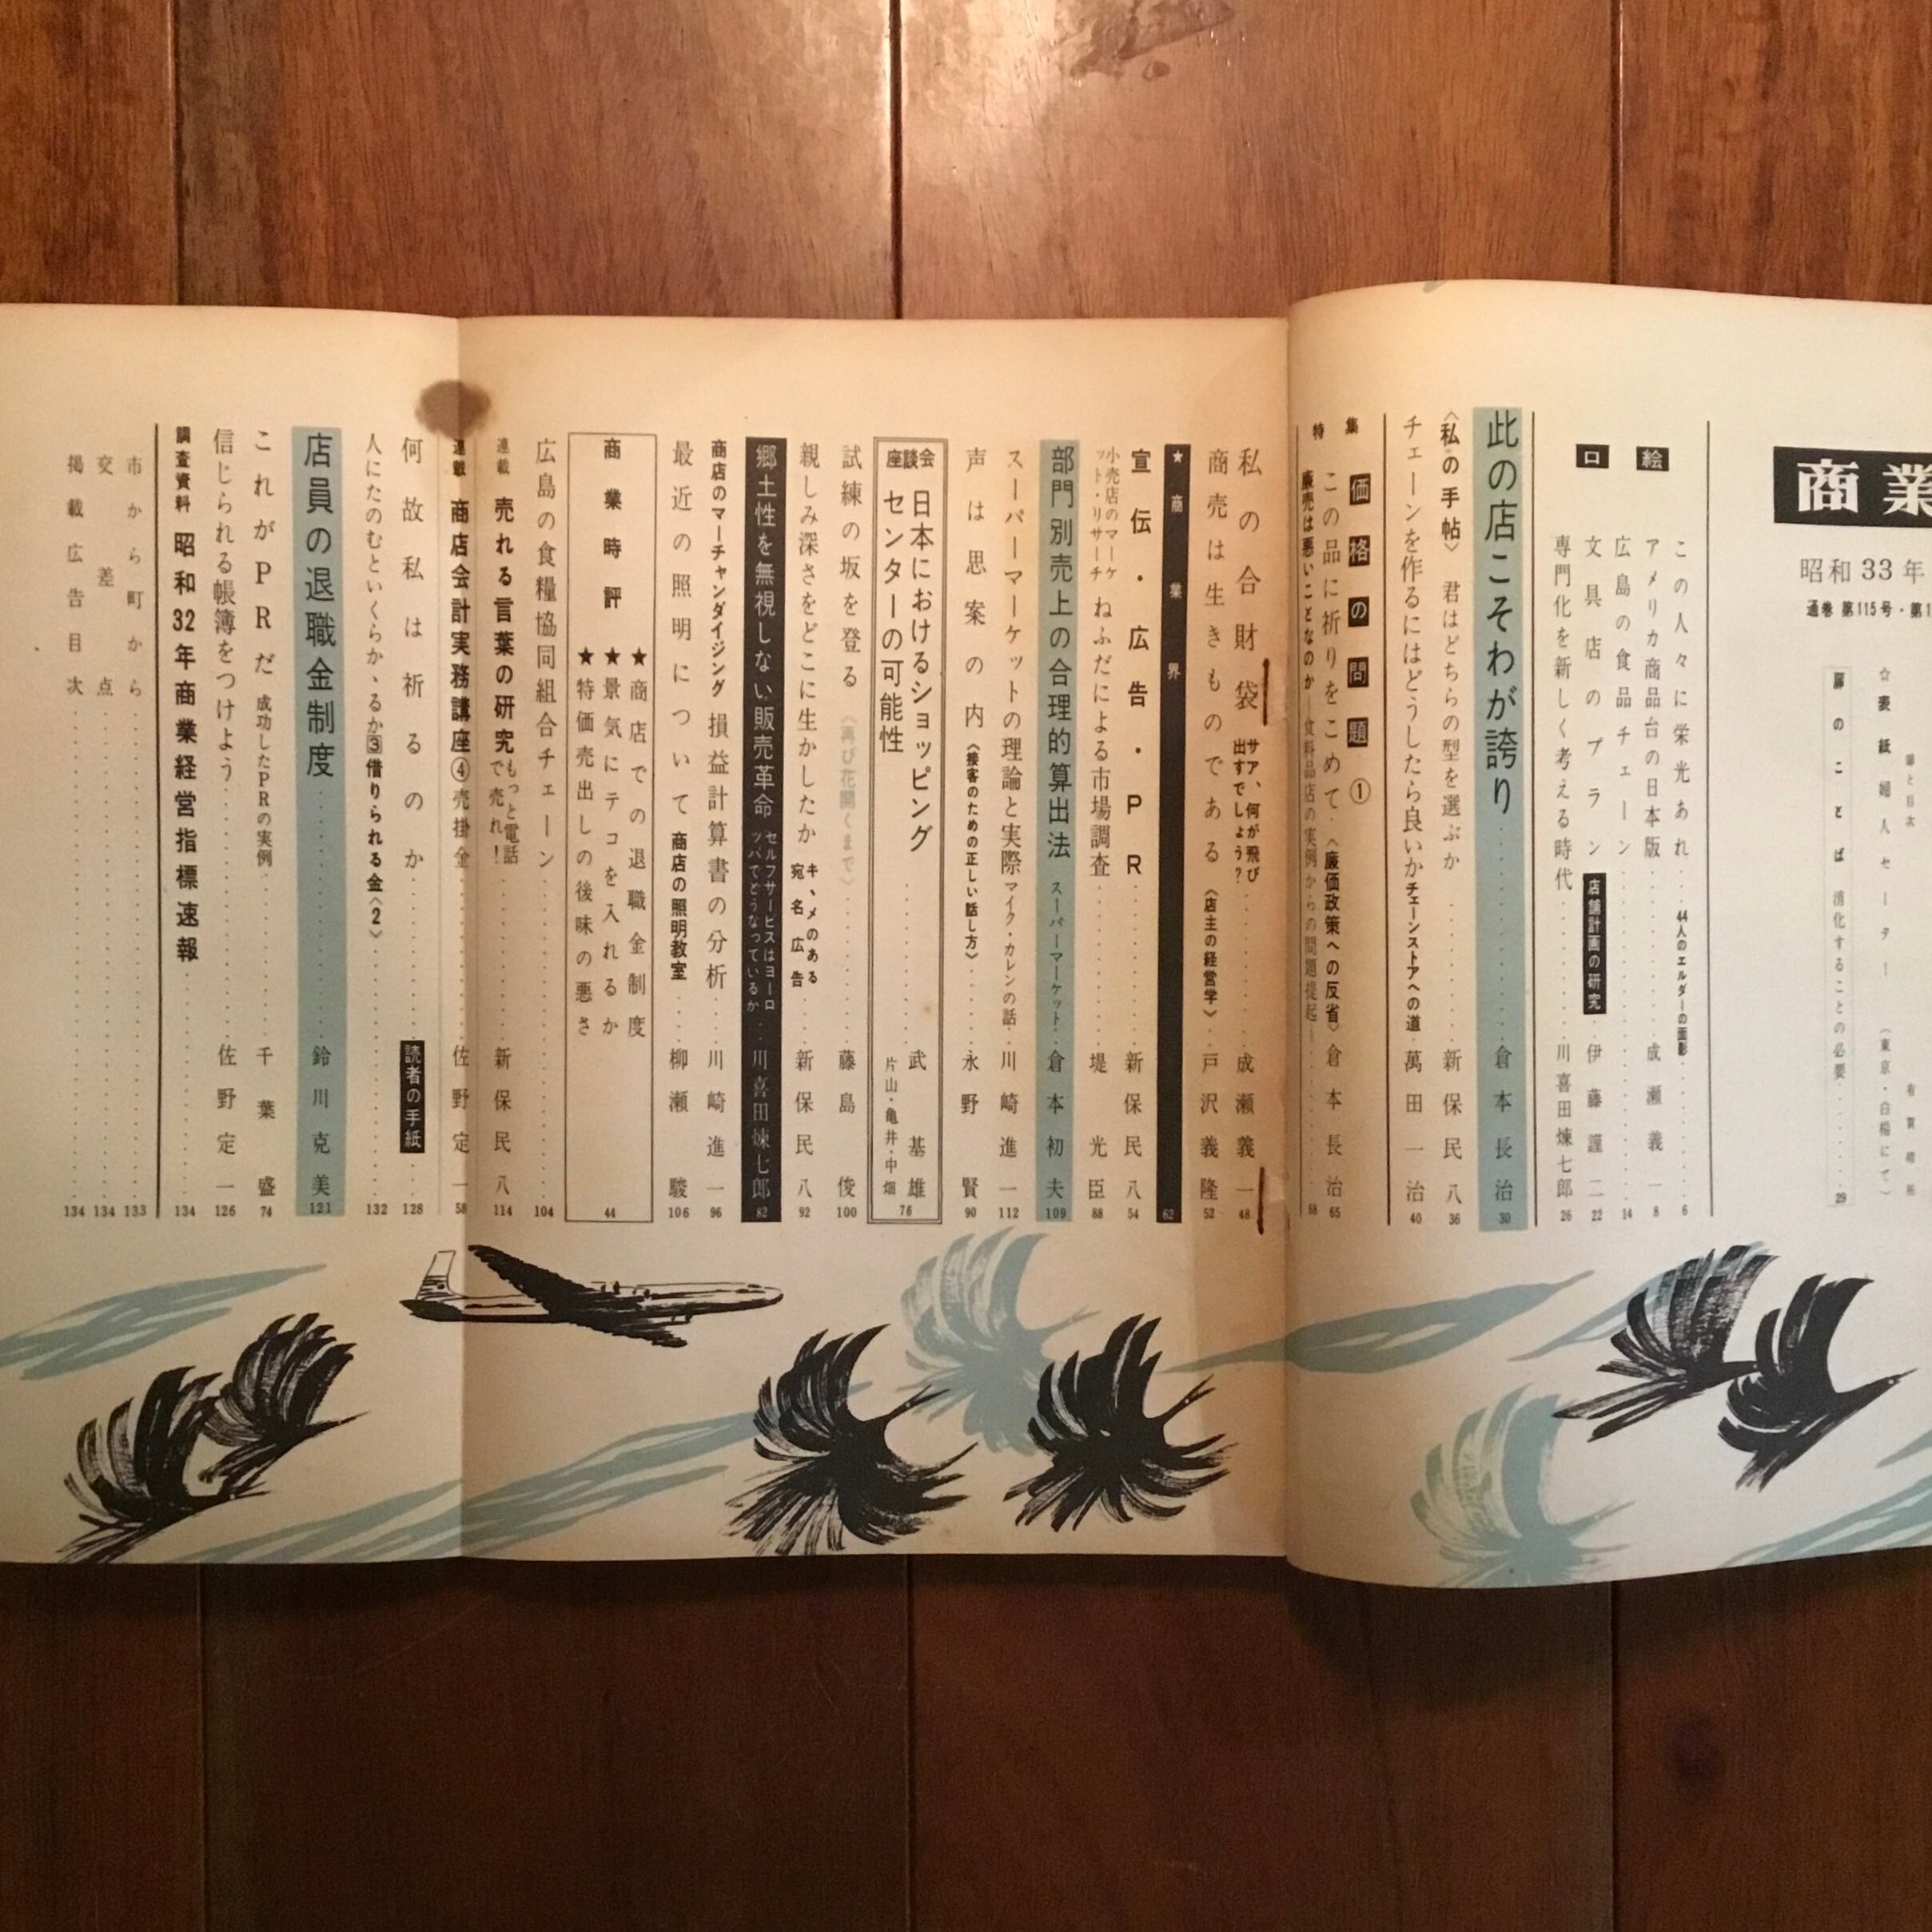 商業
昭和33年
通巻 第115号・第1
☆表紙 婦人セーター (東京・白楊にて)
扉のことば 消化することの必要 29
口絵
この人々に栄光あれ 44人のエルダーの面影 6
アメリカ商品台の日本版 成瀬義一 8
広島の食品チェーン 14
文具店のプラン 店舗計画の研究 伊藤謹二 22
専門化を新しく考える時代 川喜田煉七郎 26
此の店こそわが誇り 倉本長治 30
〈私の手帖〉 君はどちらの型を選ぶか 新保民八 36
チェーンを作るにはどうしたら良いか チェーンストアへの道 萬田一治 40
特集 価格の問題 ①
この品に祈りをこめて 〈廉価政策への反省〉 倉本長治 65
廉売は悪いことなのか ―食料品店の実例からの問題提起― 68
私の合財袋 サア、何が飛び出すでしょう? 成瀬義一 48
商売は生きものである 〈店主の経営学〉 戸沢義隆 52
★商業界 62
宣伝・広告・PR 新保民八 54
小売店のマーケット・リサーチ ねふだによる市場調査 堤光臣 88
部門別売上の合理的算出法 スーパーマーケット 倉本初夫 109
スーパーマーケットの理論と実際 マイク・カレンの話 川崎進一 112
声は思案の内 〈接客のための正しい話し方〉 永野賢 90
座談会 日本におけるショッピングセンターの可能性 武基雄 片山・亀井・中畑 76
試練の坂を登る 〈再び花開くまで〉 藤島俊 100
親しみ深さをどこに生かしたか キ、メのある宛名広告 新保民八 92
郷土性を無視しない販売革命 セルフサービスはヨーロッパでどうなっているか 川喜田煉七郎 82
商店のマーチャンダイジング 損益計算書の分析 川崎進一 96
最近の照明について 商店の照明教室 柳瀬駿 106
商業時評 44
★商店での退職金制度
★景気にテコを入れるか
★特価売出しの後味の悪さ
広島の食糧協同組合チェーン 104
連載 売れる言葉の研究 もっと電話で売れ! 新保民八 114
連載 商店会計実務講座④ 売掛金 佐野定一 58
何故私は祈るのか 読者の手紙 128
人にたのむといくらか、るか③ 借りられる金〈2〉 132
店員の退職金制度 鈴川克美 121
これがPRだ 成功したPRの実例 千葉盛 74
信じられる帳簿をつけよう 佐野定一 126
調査資料 昭和32年商業経営指標速報 134
市から町から 133
交差点 134
掲載広告目次 134